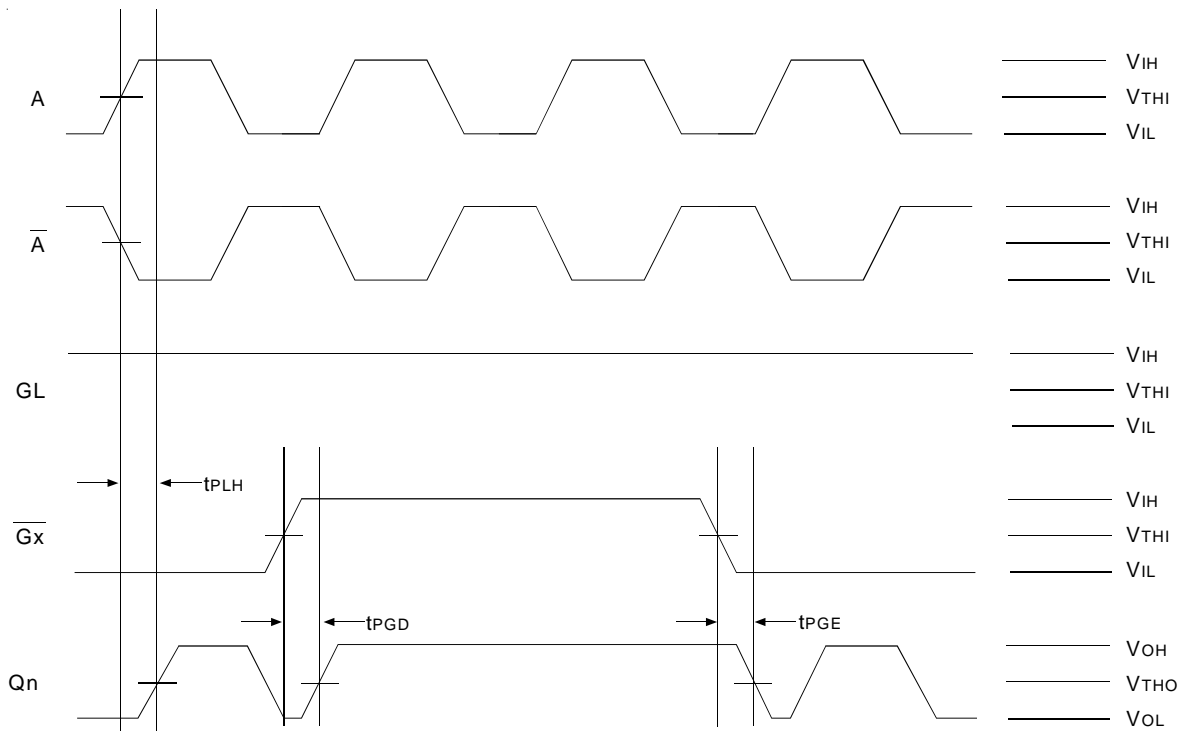 A
VIH
VTHI
VIL
A
VIH
VTHI
VIL
GL
VIH
VTHI
VIL
tPLH
Gx
VIH
VTHI
VIL
tPGD
tPGE
Qn
VOH
VTHO
VOL